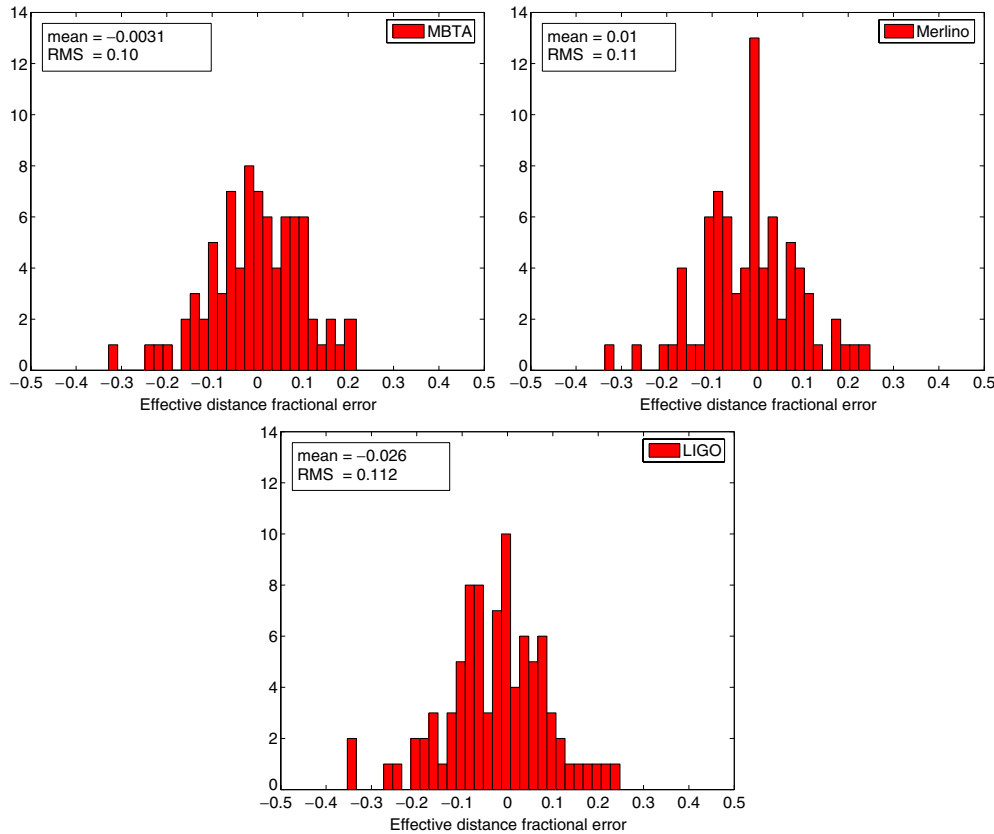 14
12
10
8
6
4
2
0
mean = −0.0031
RMS = 0.10
MBTA
−0.5 −0.4 −0.3 −0.2 −0.1 0 0.1 0.2 0.3 0.4 0.5
Effective distance fractional error
14
12
10
8
6
4
2
0
mean = 0.01
RMS = 0.11
Merlino
−0.5 −0.4 −0.3 −0.2 −0.1 0 0.1 0.2 0.3 0.4 0.5
Effective distance fractional error
14
12
10
8
6
4
2
0
mean = −0.026
RMS = 0.112
LIGO
−0.5 −0.4 −0.3 −0.2 −0.1 0 0.1 0.2 0.3 0.4 0.5
Effective distance fractional error